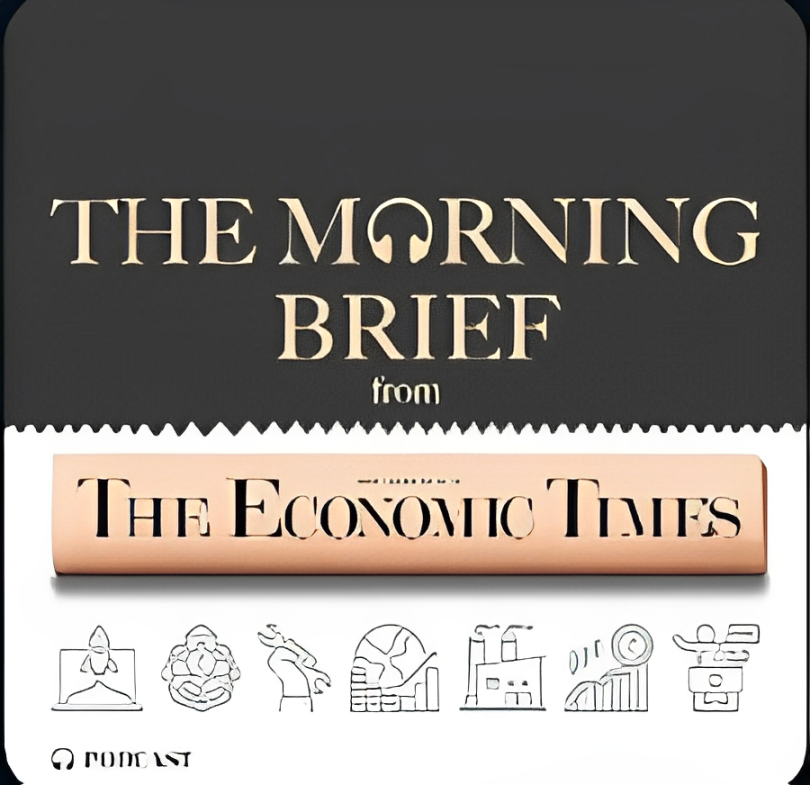 THE MORNING
BRIEF
from
THE ECONOMIC TIMES
PODCAST